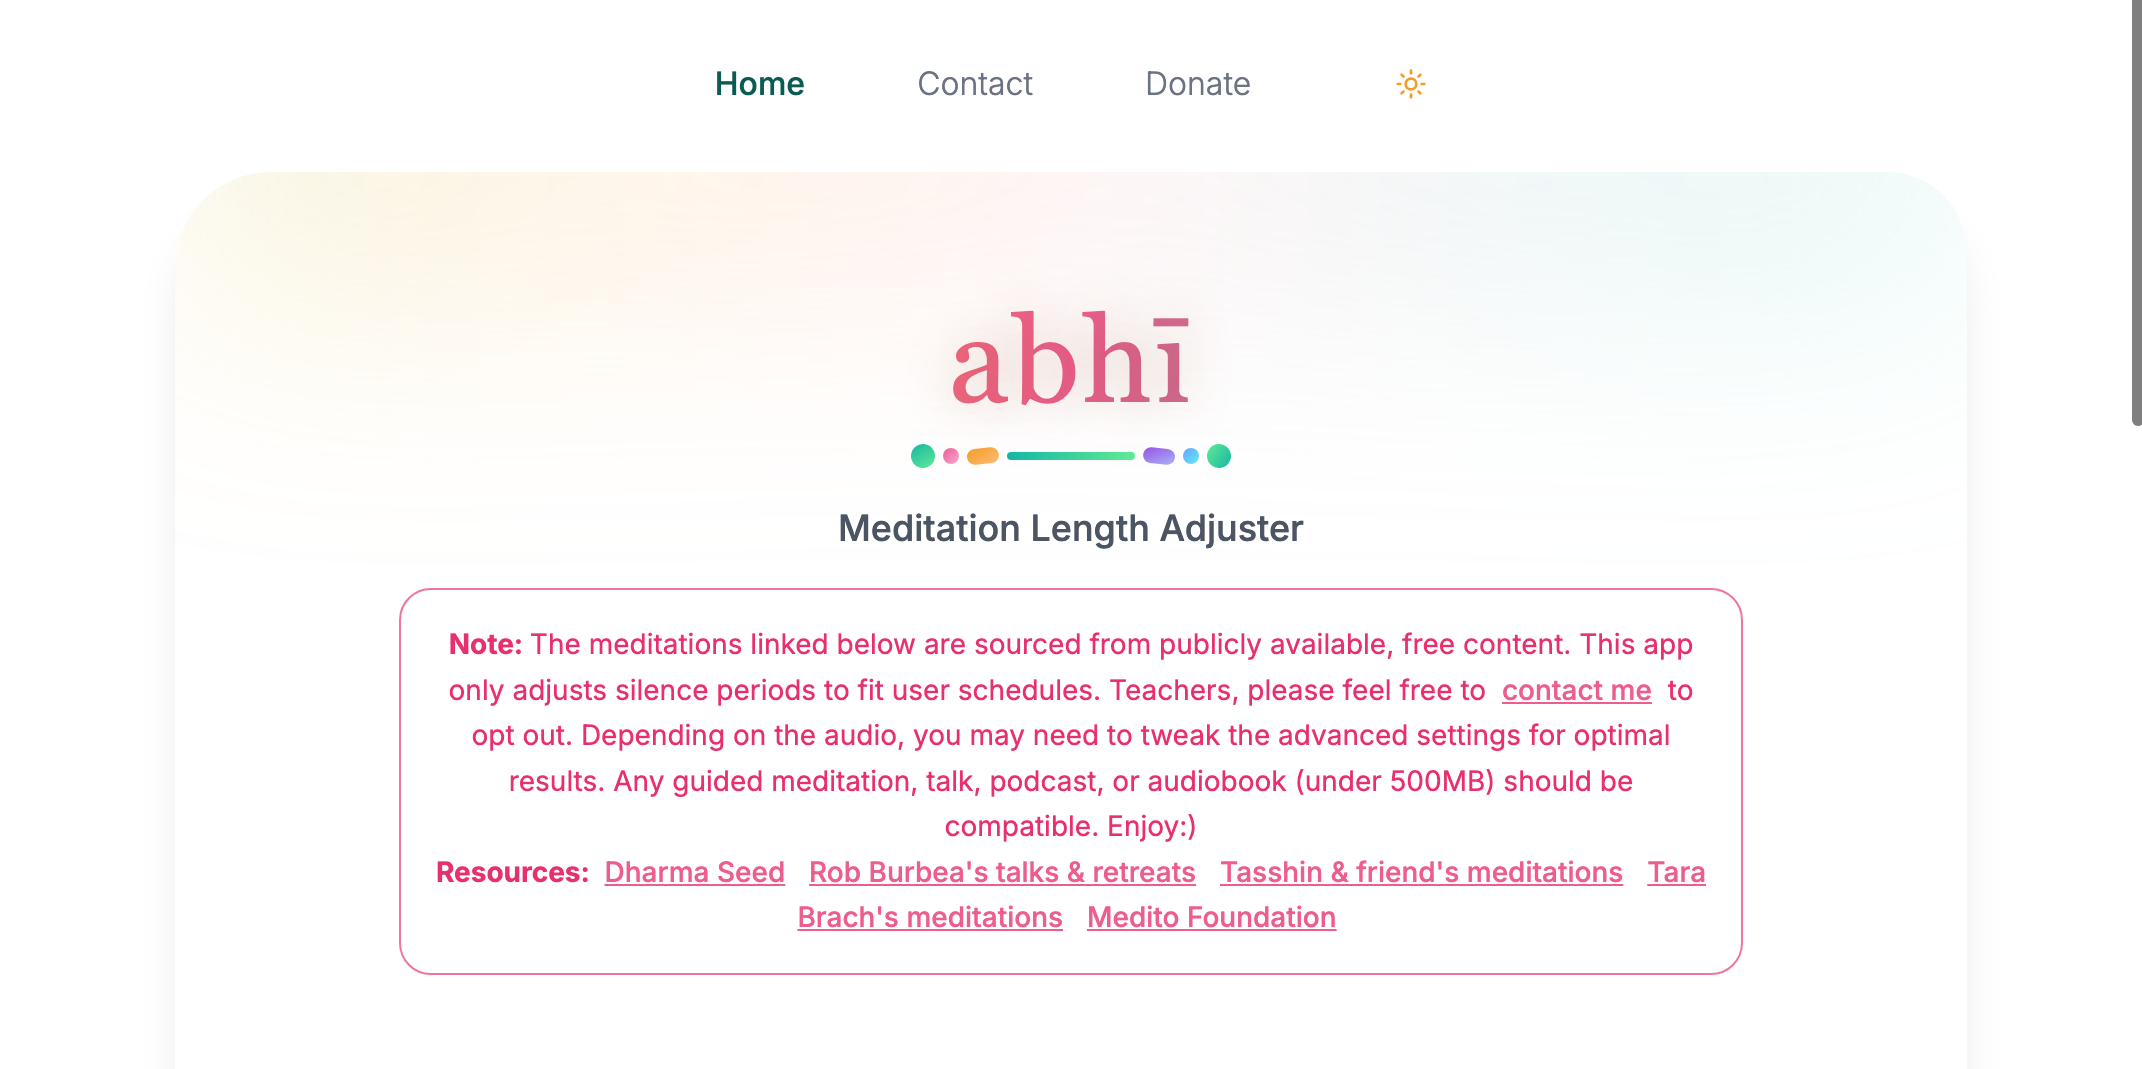 Home Contact Donate
abhī
Meditation Length Adjuster
Note: The meditations linked below are sourced from publicly available, free content. This app
only adjusts silence periods to fit user schedules. Teachers, please feel free to contact me to
opt out. Depending on the audio, you may need to tweak the advanced settings for optimal
results. Any guided meditation, talk, podcast, or audiobook (under 500MB) should be
compatible. Enjoy:)
Resources: Dharma Seed Rob Burbea's talks & retreats Tasshin & friend's meditations Tara
Brach's meditations Medito Foundation